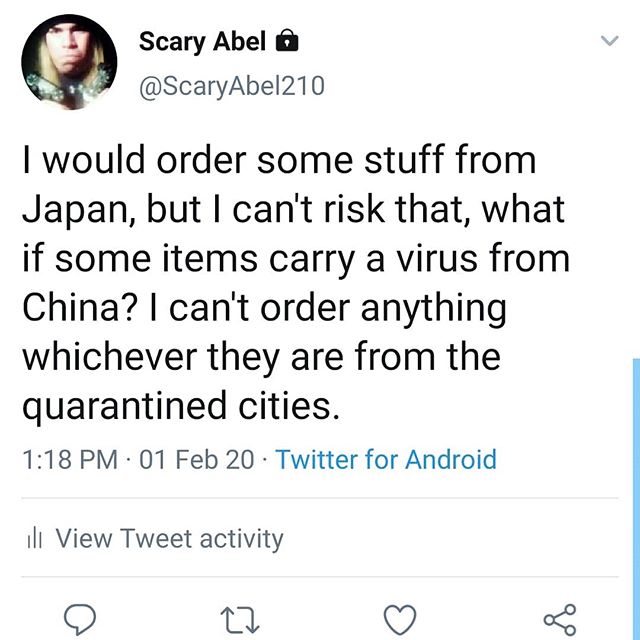 Scary Abel
@ScaryAbel210
I would order some stuff from
Japan, but I can't risk that, what
if some items carry a virus from
China? I can't order anything
whichever they are from the
quarantined cities.
1:18 PM · 01 Feb 20 · Twitter for Android
View Tweet activity